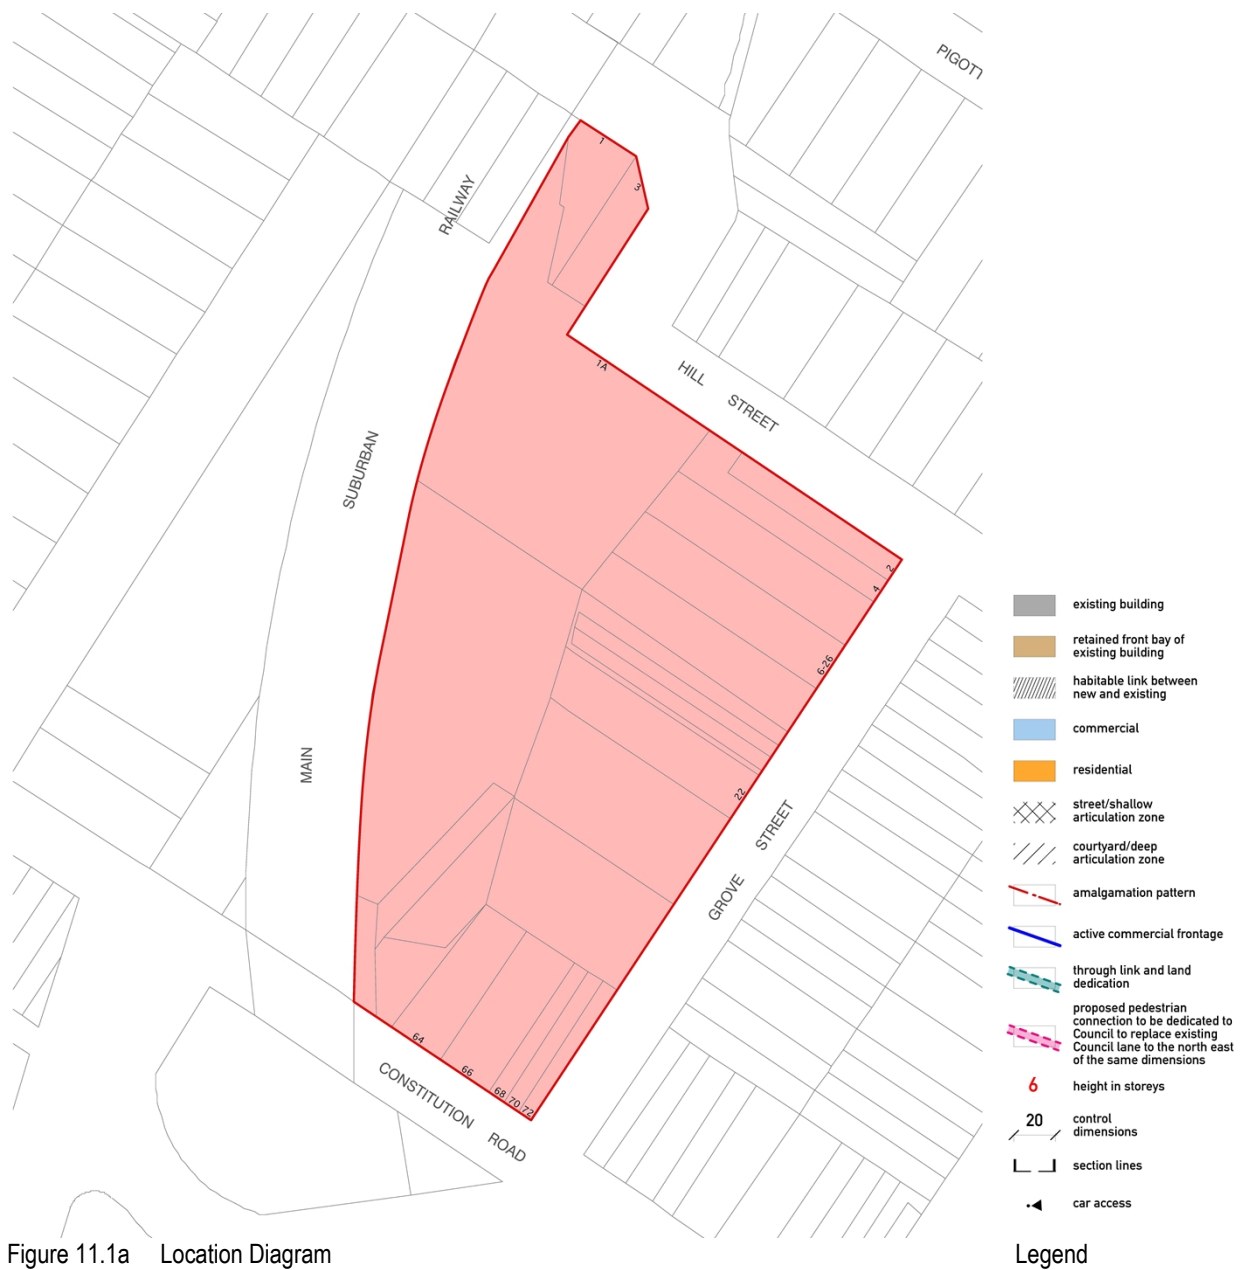 PIGOTT
RAILWAY
1
3
1A
HILL STREET
SUBURBAN
2
4
6-26
MAIN
22
GROVE STREET
64
66
68
70
72
CONSTITUTION ROAD
existing building
retained front bay of
existing building
habitable link between
new and existing
commercial
residential
street/shallow
articulation zone
courtyard/deep
articulation zone
amalgamation pattern
active commercial frontage
through link and land
dedication
proposed pedestrian
connection to be dedicated to
Council to replace existing
Council lane to the north east
of the same dimensions
6 height in storeys
20 control
dimensions
section lines
car access
Figure 11.1a Location Diagram
Legend